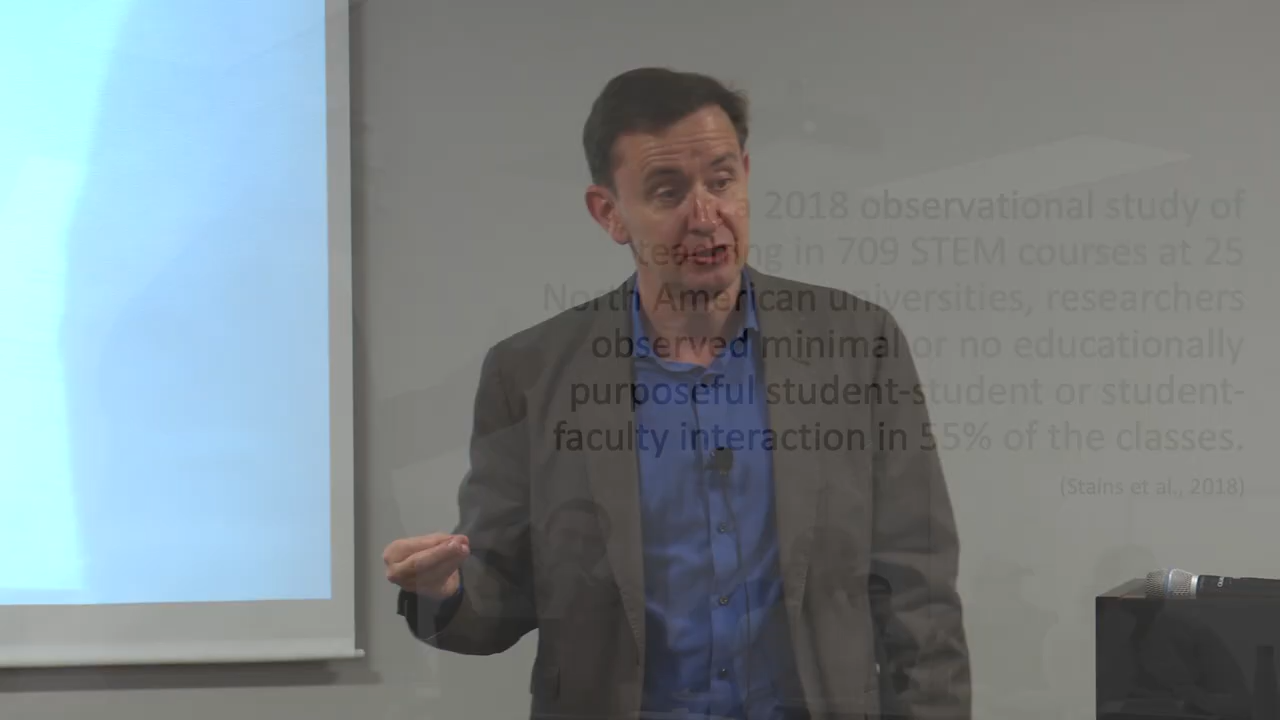 2018 observational study of
teaching in 709 STEM courses at 25
North American universities, researchers
observed minimal or no educationally
purposeful student-student or student-
faculty interaction in 55% of the classes.
(Stains et al., 2018)